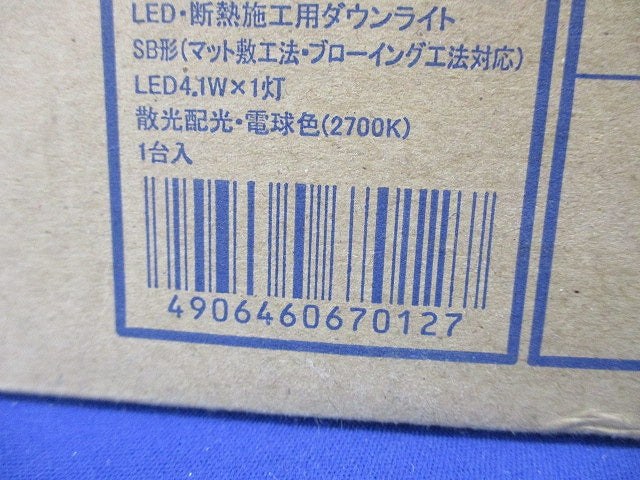 LED・断熱施工用ダウンライト
SB形(マット敷工法・ブローイング工法対応)
LED4.1W×1灯
散光配光・電球色(2700K)
1台入
4906460670127